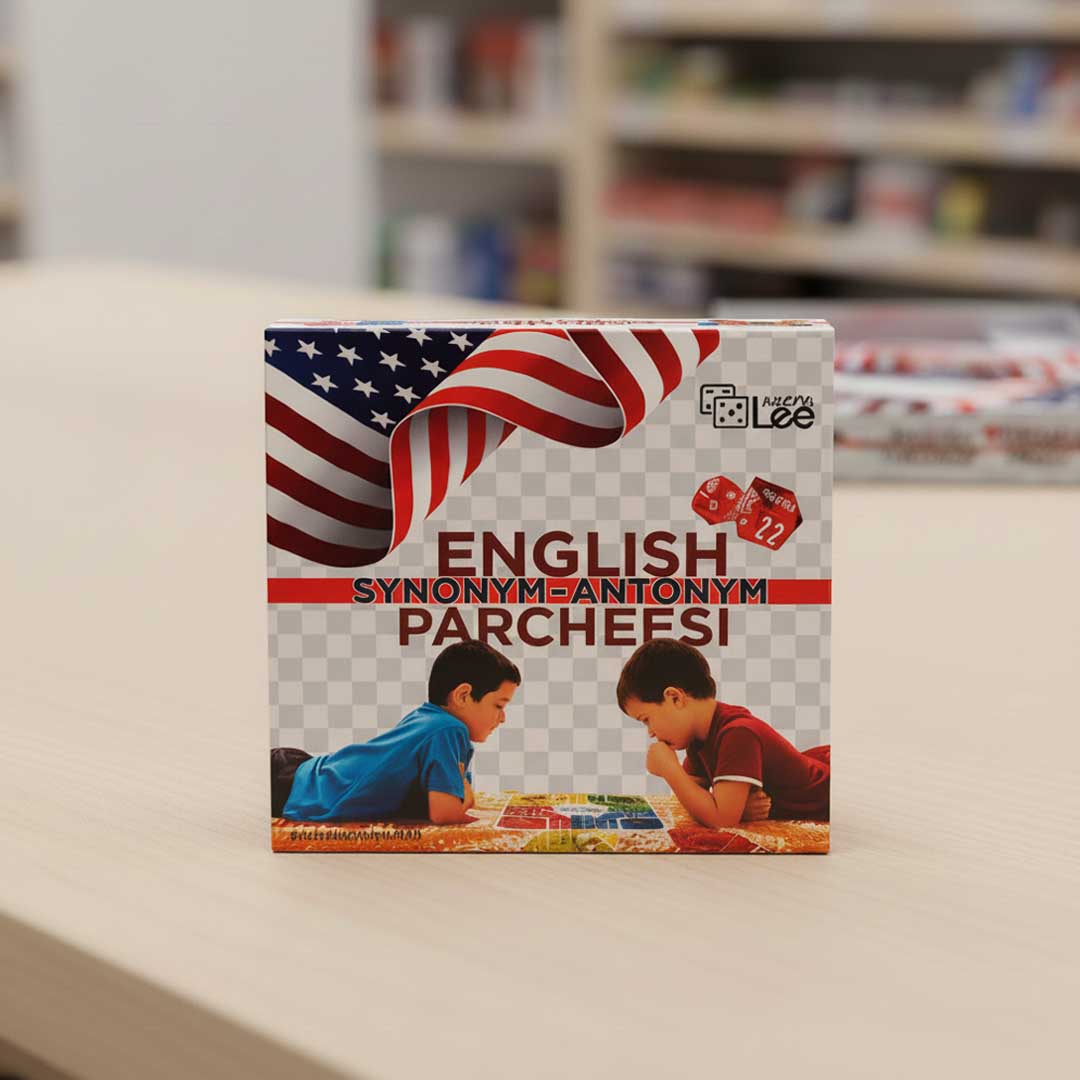 Lee
22
ENGLISH
SYNONYM-ANTONYM
PARCHEESI